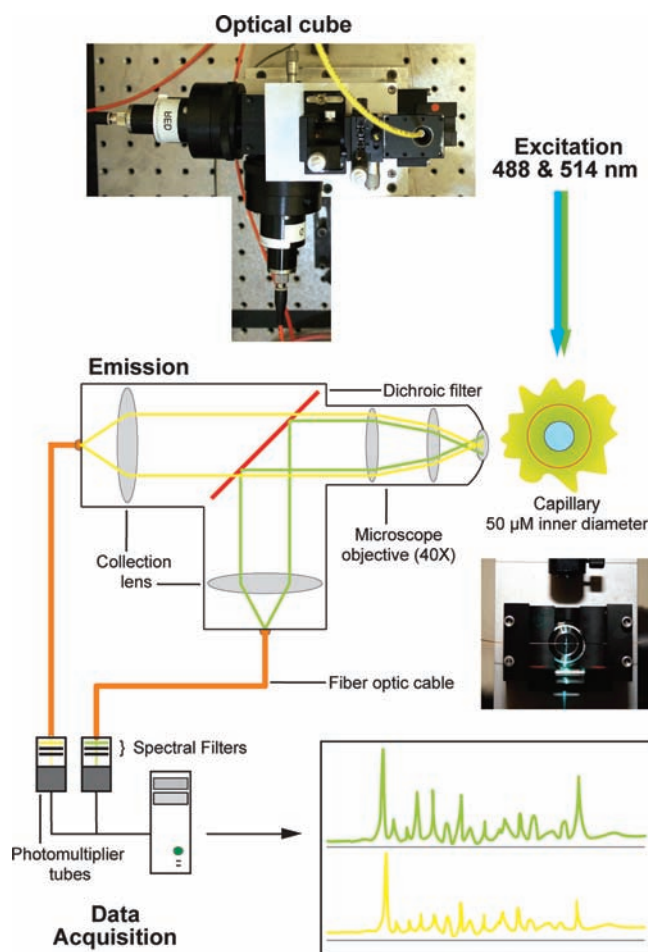 Optical cube
RED
Excitation
488 & 514 nm
Emission
Dichroic filter
Capillary
50 µM inner diameter
Microscope
objective (40X)
Collection
lens
Fiber optic cable
} Spectral Filters
Photomultiplier
tubes
Data
Acquisition